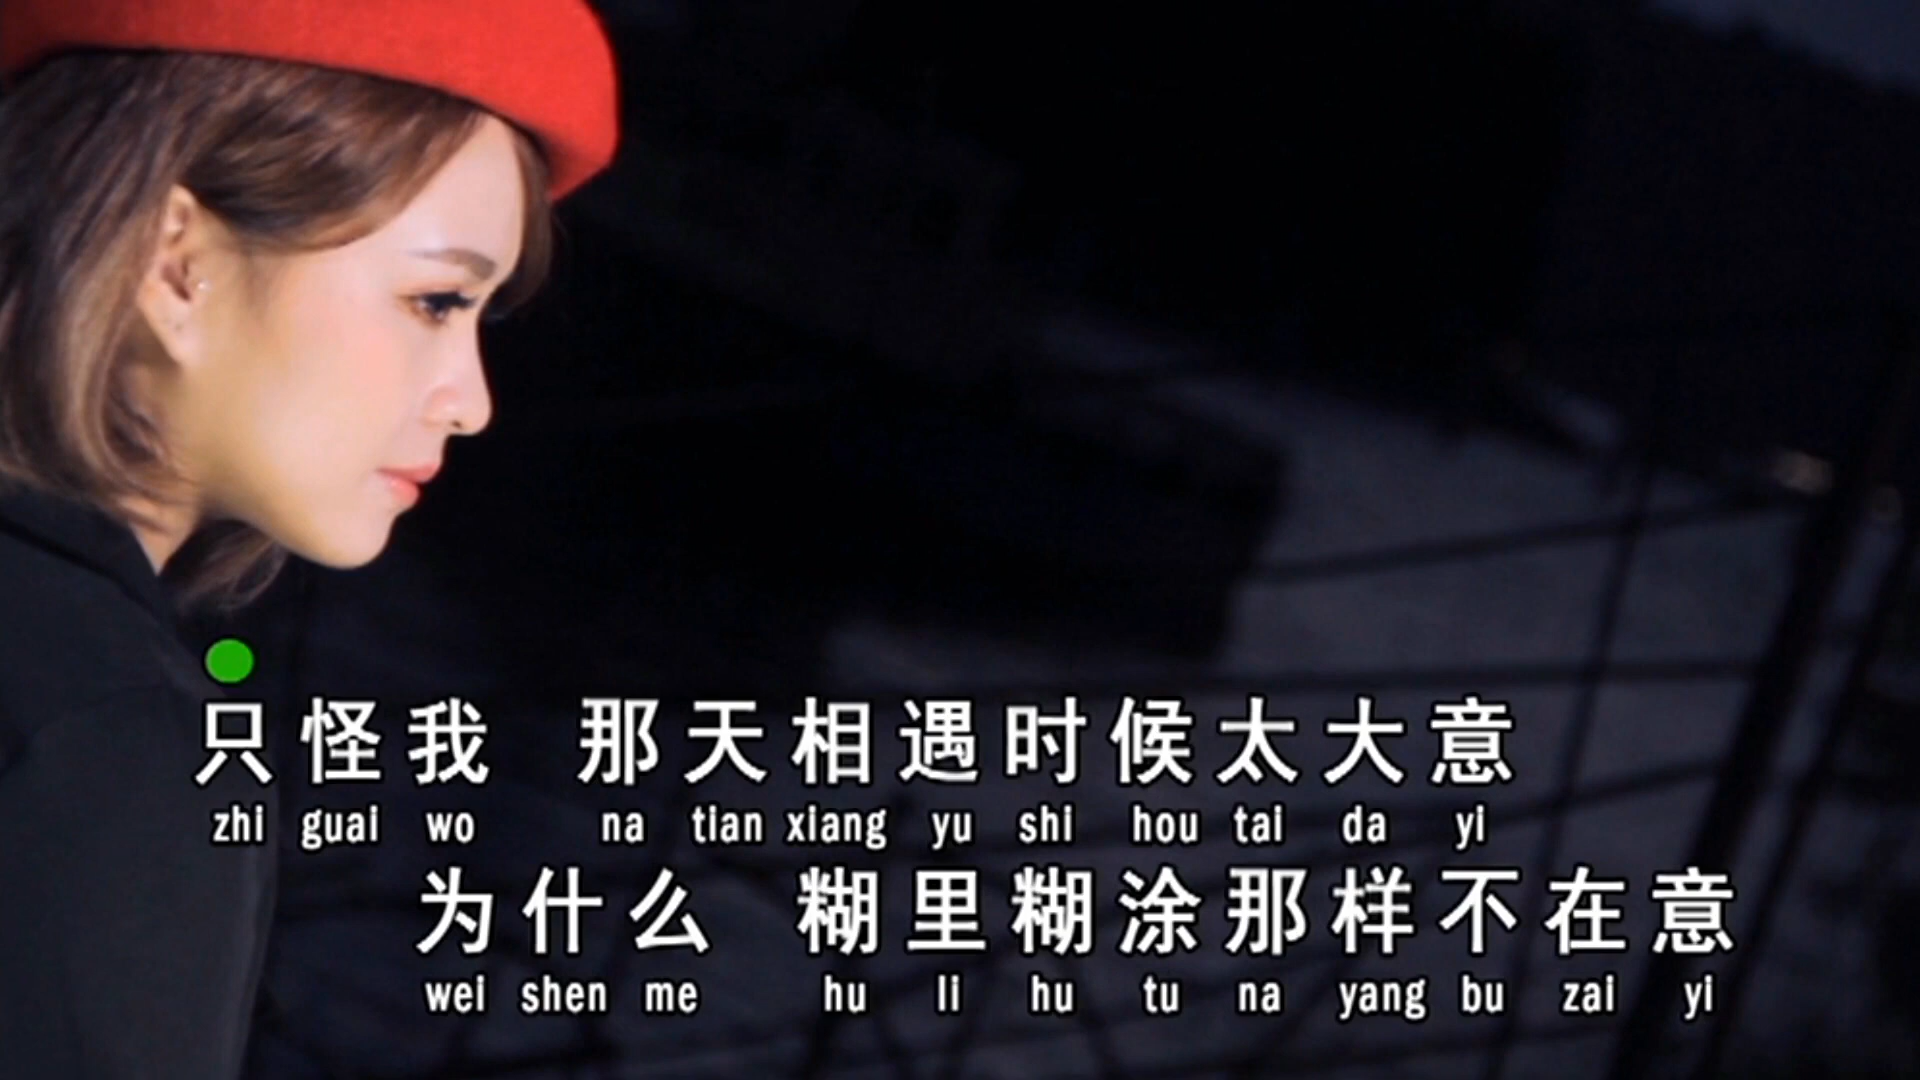 只怪我 那天相遇时候太大意
zhi guai wo na tian xiang yu shi hou tai da yi
为什么 糊里糊涂那样不在意
wei shen me hu li hu tu na yang bu zai yi